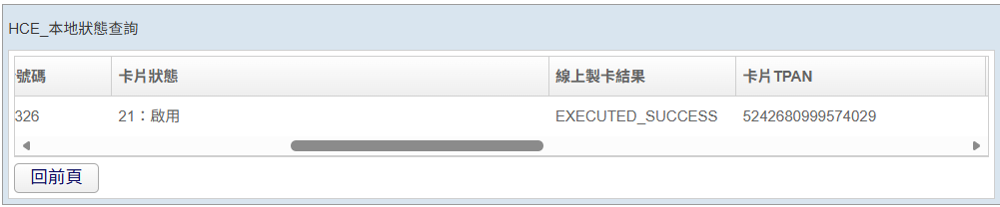 HCE_本地狀態查詢
號碼 卡片狀態 線上製卡結果 卡片TPAN
326 21：啟用 EXECUTED_SUCCESS 5242680999574029
回前頁